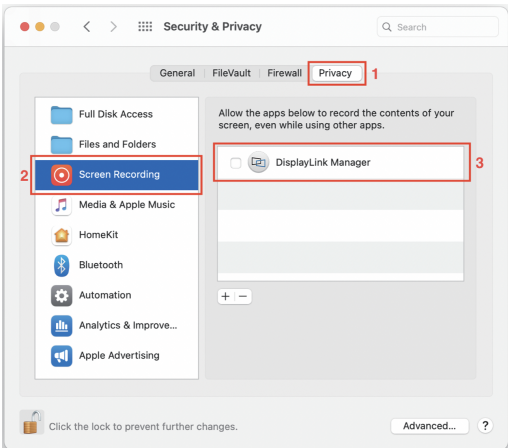 Security & Privacy
Search
General
FileVault
Firewall
Privacy
1
Full Disk Access
Files and Folders
2
Screen Recording
Media & Apple Music
HomeKit
Bluetooth
Automation
Analytics & Improve...
Apple Advertising
Allow the apps below to record the contents of your
screen, even while using other apps.
DisplayLink Manager
3
+
−
Click the lock to prevent further changes.
Advanced...
?